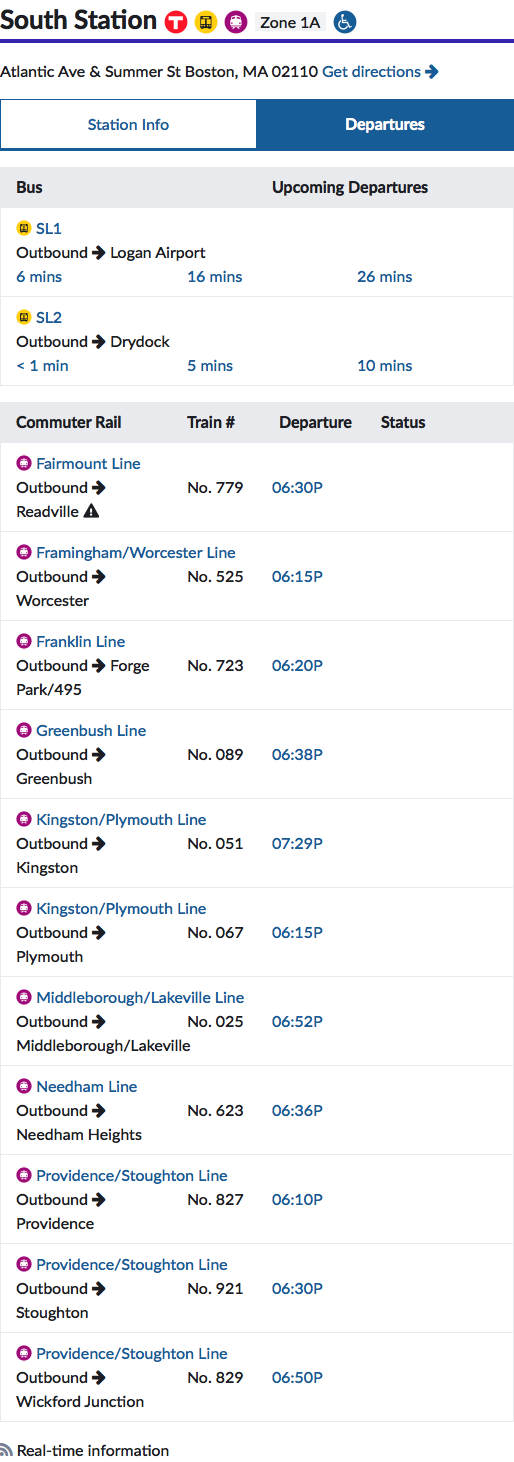 South Station T Zone 1A
Atlantic Ave & Summer St Boston, MA 02110 Get directions
Station Info Departures
Bus Upcoming Departures
SL1
Outbound Logan Airport
6 mins 16 mins 26 mins
SL2
Outbound Drydock
< 1 min 5 mins 10 mins
Commuter Rail Train # Departure Status
Fairmount Line
Outbound No. 779 06:30P
Readville
Framingham/Worcester Line
Outbound No. 525 06:15P
Worcester
Franklin Line
Outbound Forge No. 723 06:20P
Park/495
Greenbush Line
Outbound No. 089 06:38P
Greenbush
Kingston/Plymouth Line
Outbound No. 051 07:29P
Kingston
Kingston/Plymouth Line
Outbound No. 067 06:15P
Plymouth
Middleborough/Lakeville Line
Outbound No. 025 06:52P
Middleborough/Lakeville
Needham Line
Outbound No. 623 06:36P
Needham Heights
Providence/Stoughton Line
Outbound No. 827 06:10P
Providence
Providence/Stoughton Line
Outbound No. 921 06:30P
Stoughton
Providence/Stoughton Line
Outbound No. 829 06:50P
Wickford Junction
Real-time information